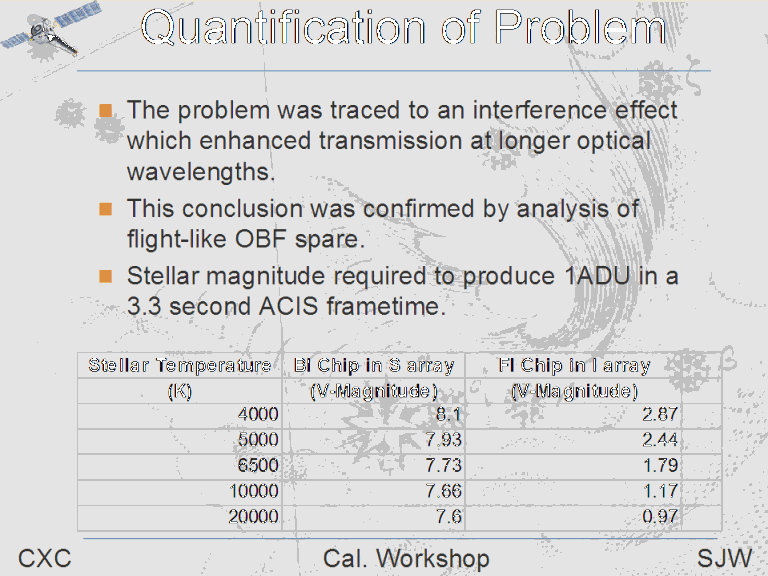 Quantification of Problem
The problem was traced to an interference effect
which enhanced transmission at longer optical
wavelengths.
This conclusion was confirmed by analysis of
flight-like OBF spare.
Stellar magnitude required to produce 1ADU in a
3.3 second ACIS frametime.
Stellar Temperature BI Chip in S array FI Chip in I array
(K) (V-Magnitude) (V-Magnitude)
4000 8.1 2.87
5000 7.93 2.44
6500 7.73 1.79
10000 7.66 1.17
20000 7.6 0.97
CXC Cal. Workshop SJW